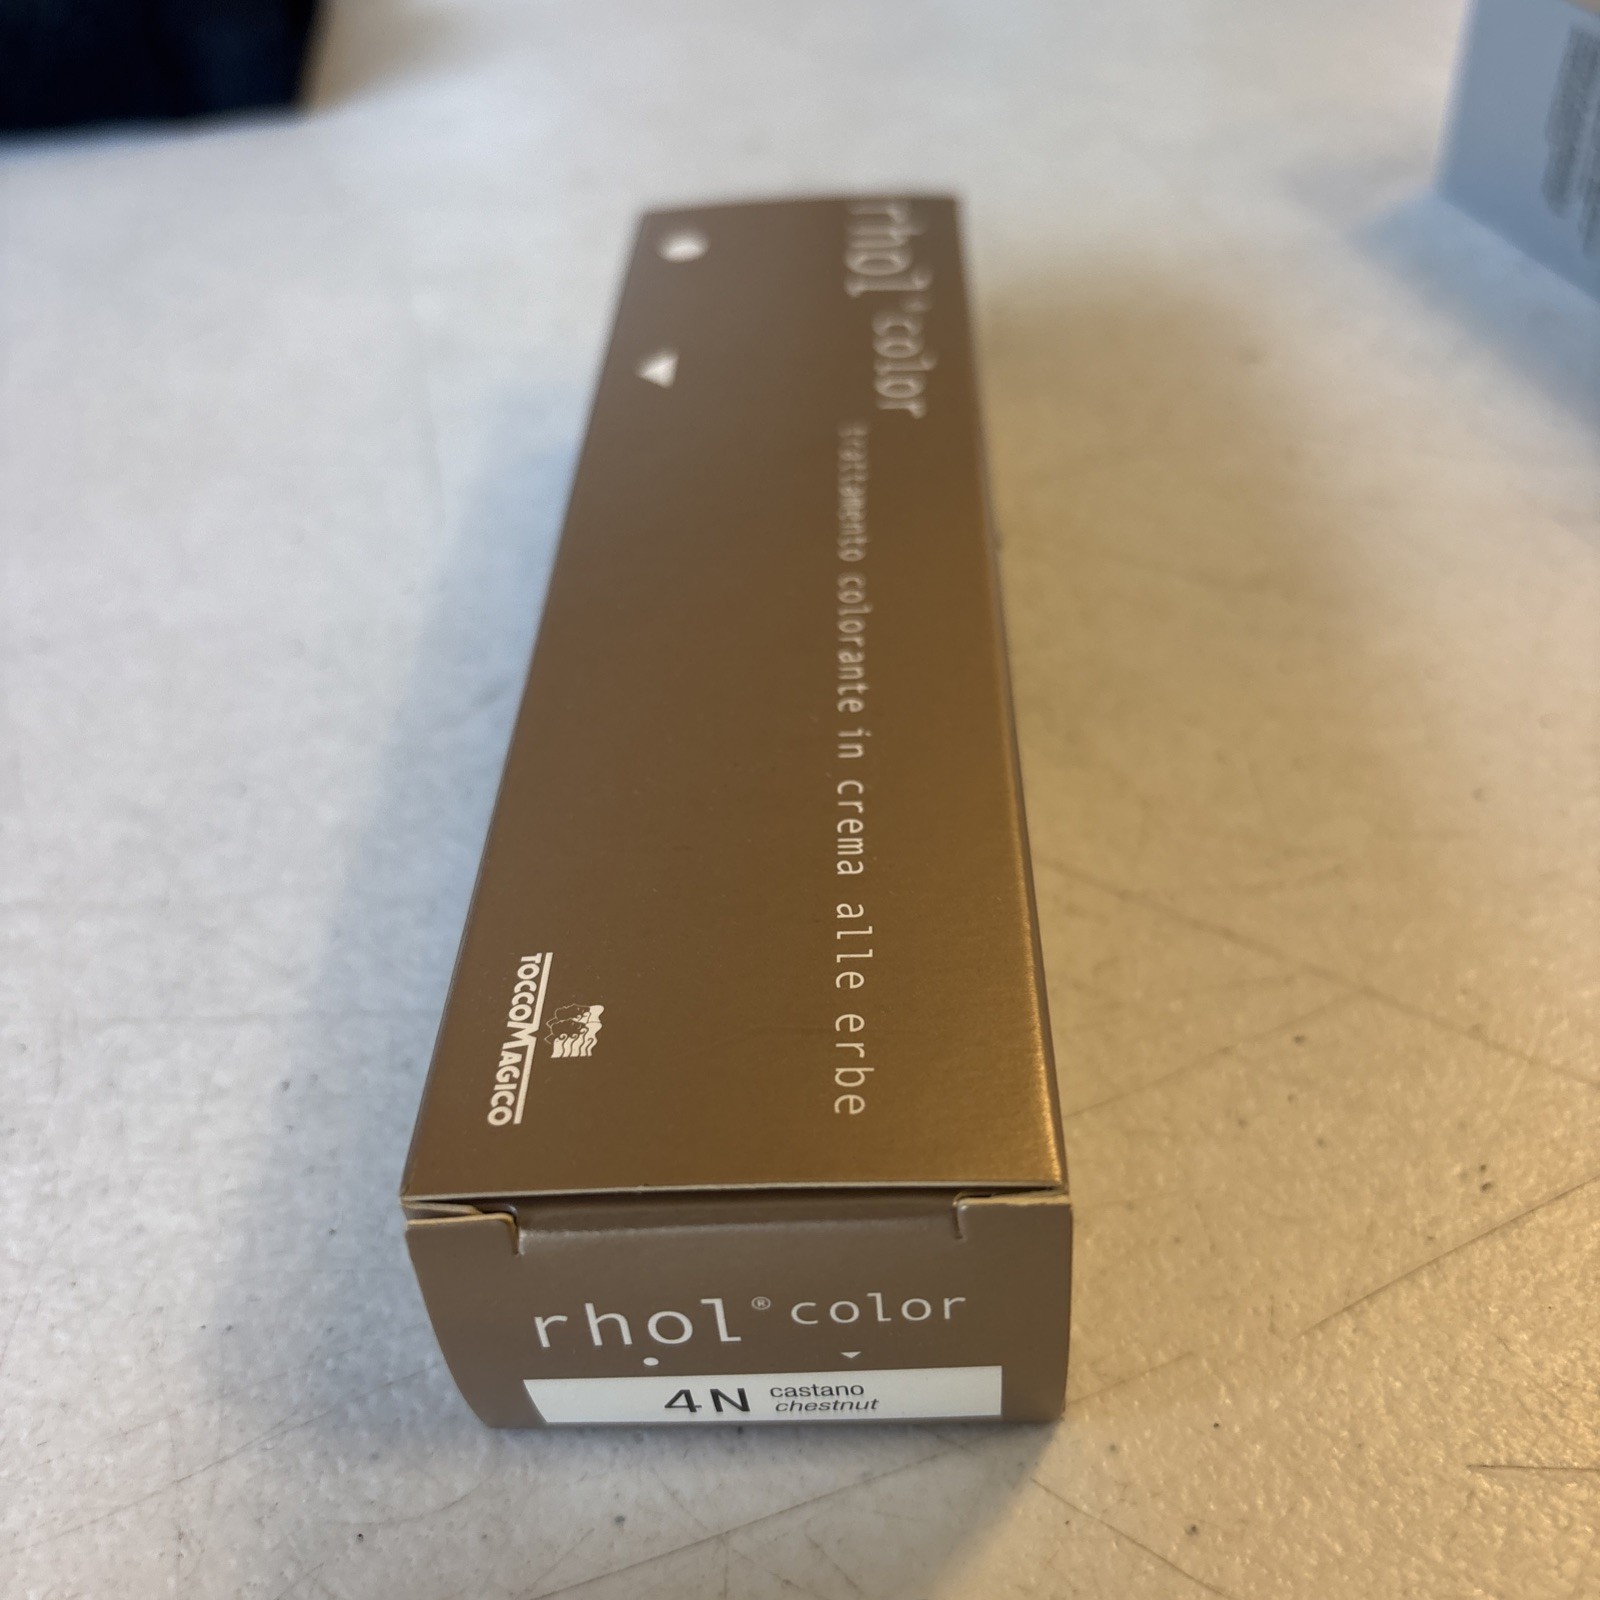 rhol® color
trattamento colorante in crema alle erbe
TOCCOMAGICO
rhol® color
4N castano
chestnut